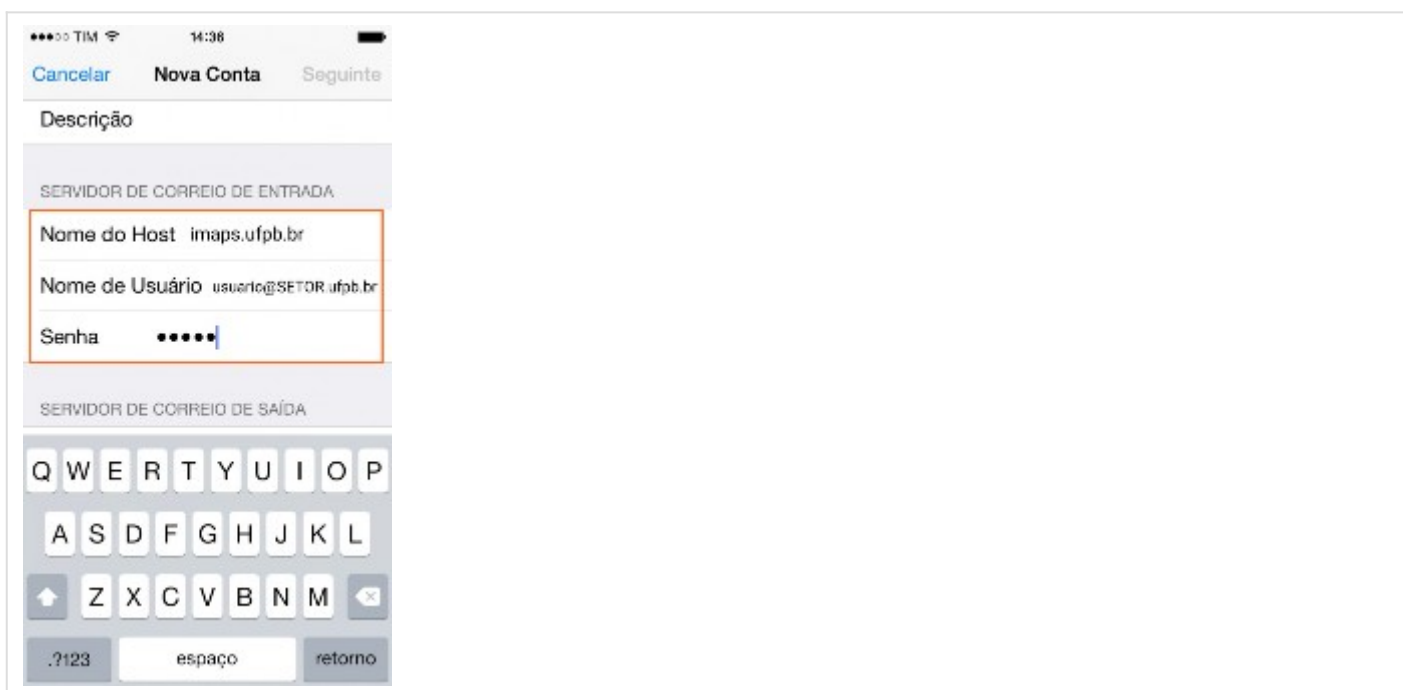 TIM 14:38
Cancelar Nova Conta Seguinte
Descrição
SERVIDOR DE CORREIO DE ENTRADA
Nome do Host imaps.ufpb.br
Nome de Usuário usuario@SETOR.ufpb.br
Senha •••••
SERVIDOR DE CORREIO DE SAÍDA
Q W E R T Y U I O P
A S D F G H J K L
Z X C V B N M
.?123 espaço retorno